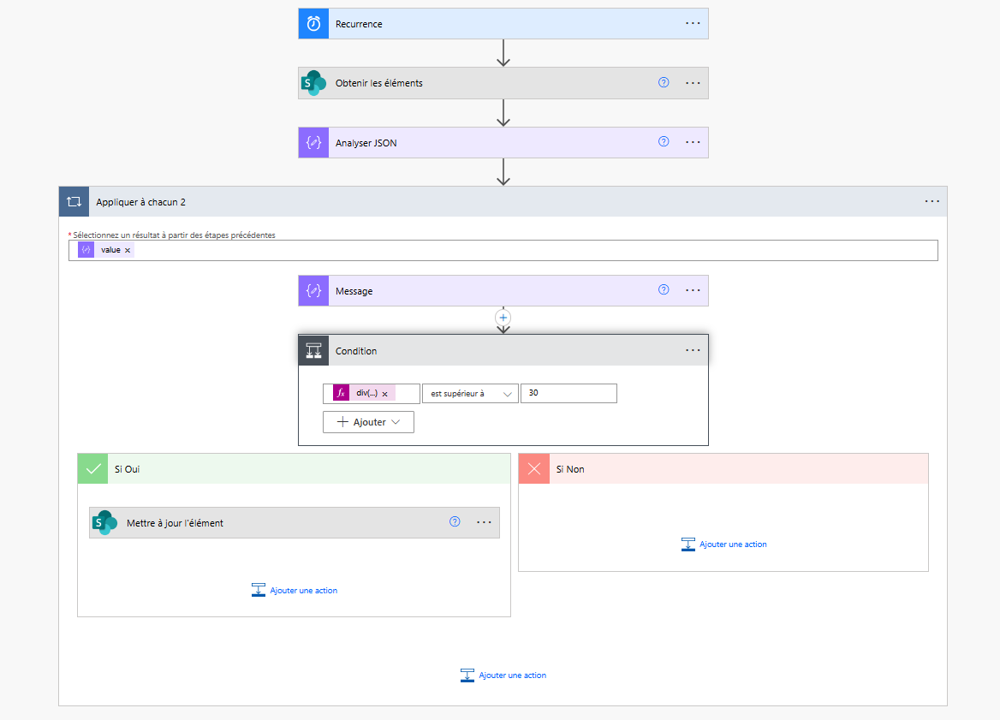 Recurrence
Obtenir les éléments
Analyser JSON
Appliquer à chacun 2
* Sélectionnez un résultat à partir des étapes précédentes
value
Message
Condition
div(...) est supérieur à 30
Ajouter
Si Oui
Si Non
Mettre à jour l'élément
Ajouter une action
Ajouter une action
Ajouter une action